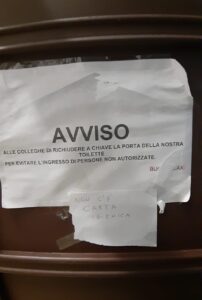 AVVISO
ALLE COLLEGHE DI RICHIUDERE A CHIAVE LA PORTA DELLA NOSTRA
TOILETTE
PER EVITARE L'INGRESSO DI PERSONE NON AUTORIZZATE.
NON C'È
CARTA
IGIENICA